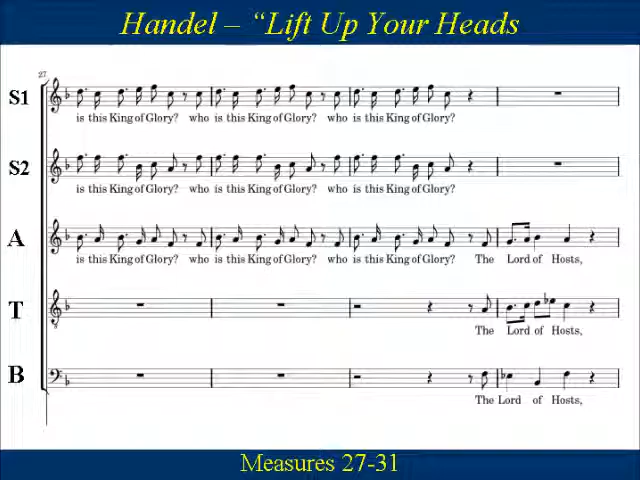 Handel – “Lift Up Your Heads
27
S1
is this King of Glory? who is this King of Glory? who is this King of Glory?
S2
is this King of Glory? who is this King of Glory? who is this King of Glory?
A
is this King of Glory? who is this King of Glory? who is this King of Glory? The Lord of Hosts,
T
The Lord of Hosts,
B
The Lord of Hosts,
Measures 27-31